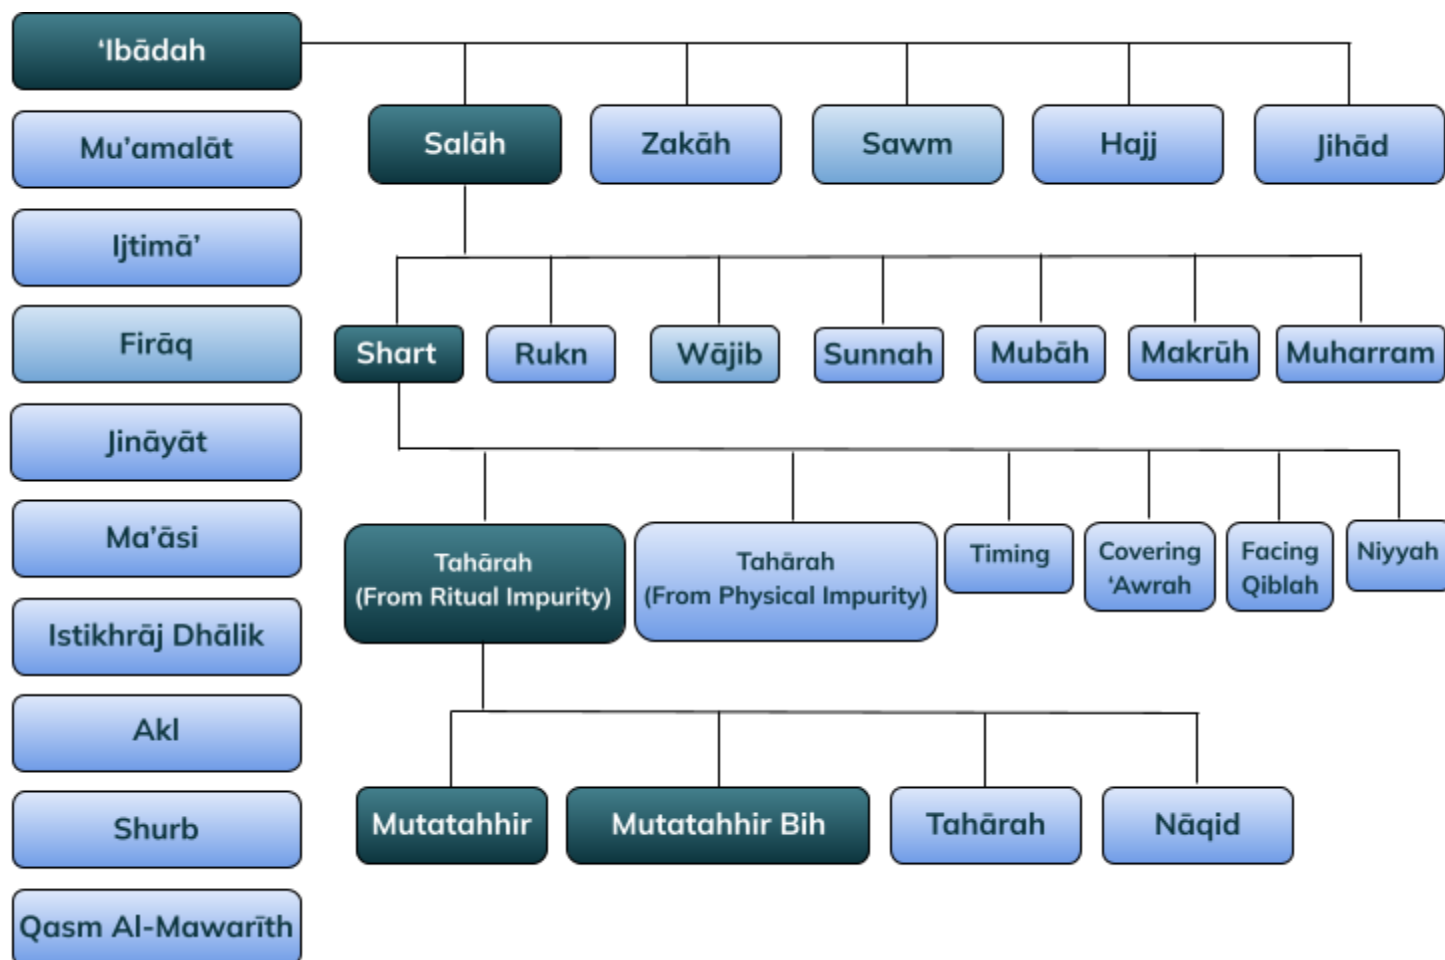 ‘Ibādah
Mu’amalāt
Ijtimā’
Firāq
Jināyāt
Ma’āsi
Istikhrāj Dhālik
Akl
Shurb
Qasm Al-Mawarīth
Salāh
Zakāh
Sawm
Hajj
Jihād
Shart
Rukn
Wājib
Sunnah
Mubāh
Makrūh
Muharram
Tahārah
(From Ritual Impurity)
Tahārah
(From Physical Impurity)
Timing
Covering
‘Awrah
Facing
Qiblah
Niyyah
Mutatahhir
Mutatahhir Bih
Tahārah
Nāqid